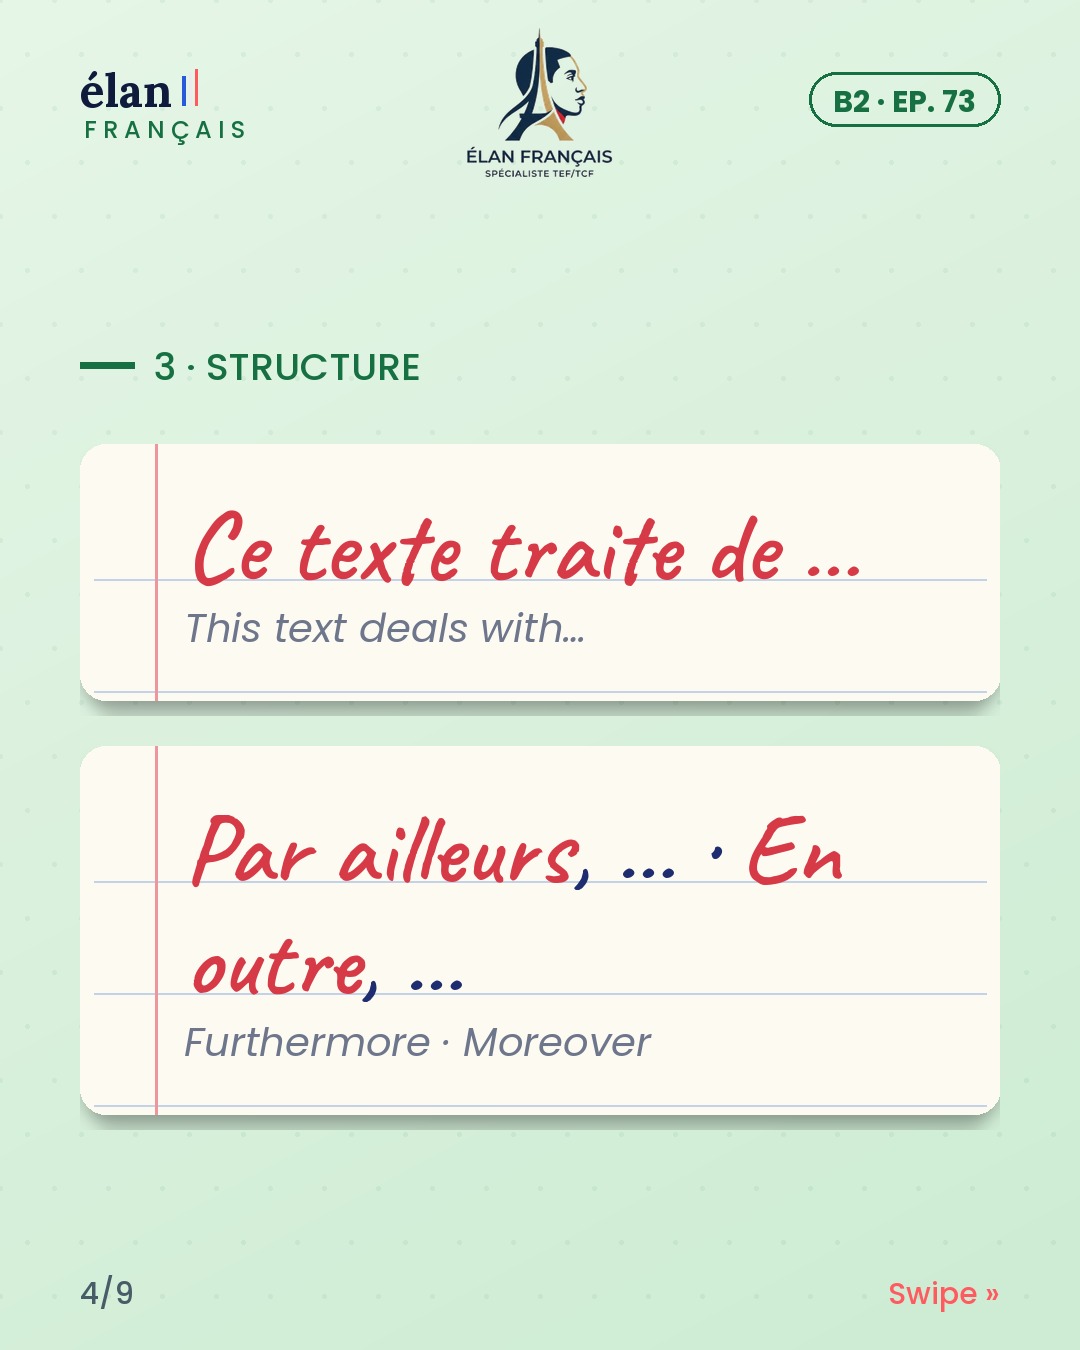 élan
FRANÇAIS
ÉLAN FRANÇAIS
SPÉCIALISTE TEF/TCF
B2 · EP. 73
3 · STRUCTURE
Ce texte traite de ...
This text deals with...
Par ailleurs, ... · En
outre, ...
Furthermore · Moreover
4/9
Swipe »